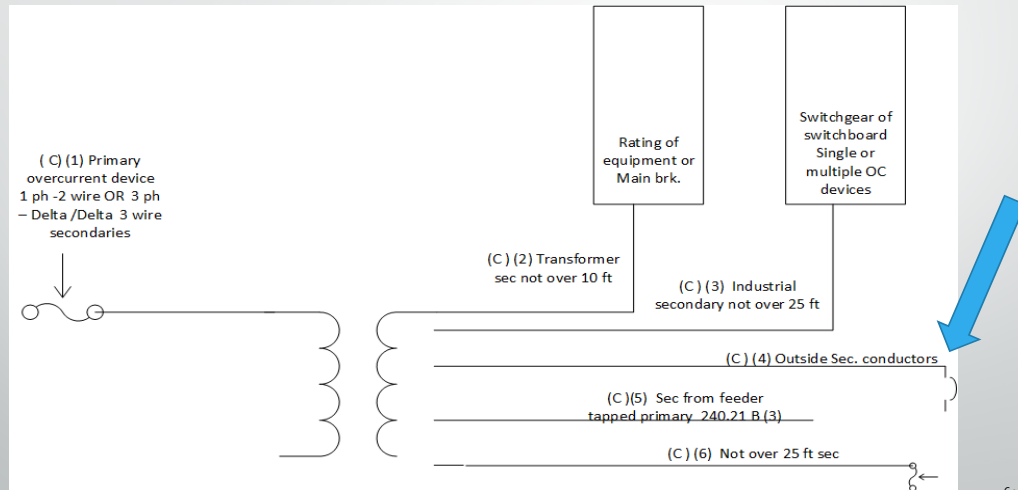 ( C) (1) Primary
overcurrent device
1 ph -2 wire OR 3 ph
– Delta /Delta 3 wire
secondaries
Rating of
equipment or
Main brk.
Switchgear of
switchboard
Single or
multiple OC
devices
(C ) (2) Transformer
sec not over 10 ft
(C ) (3) Industrial
secondary not over 25 ft
(C ) (4) Outside Sec. conductors
(C )(5) Sec from feeder
tapped primary 240.21 B (3)
(C ) (6) Not over 25 ft sec